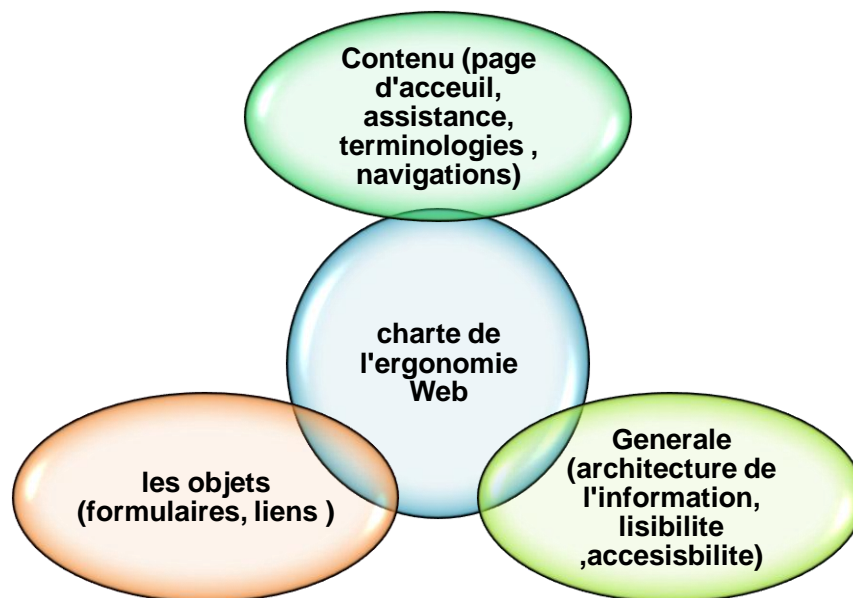 Contenu (page
d'acceuil,
assistance,
terminologies ,
navigations)
charte de
l'ergonomie
Web
les objets
(formulaires, liens )
Génerale
(architecture de
l'information,
lisibilite
,accesisbilite)